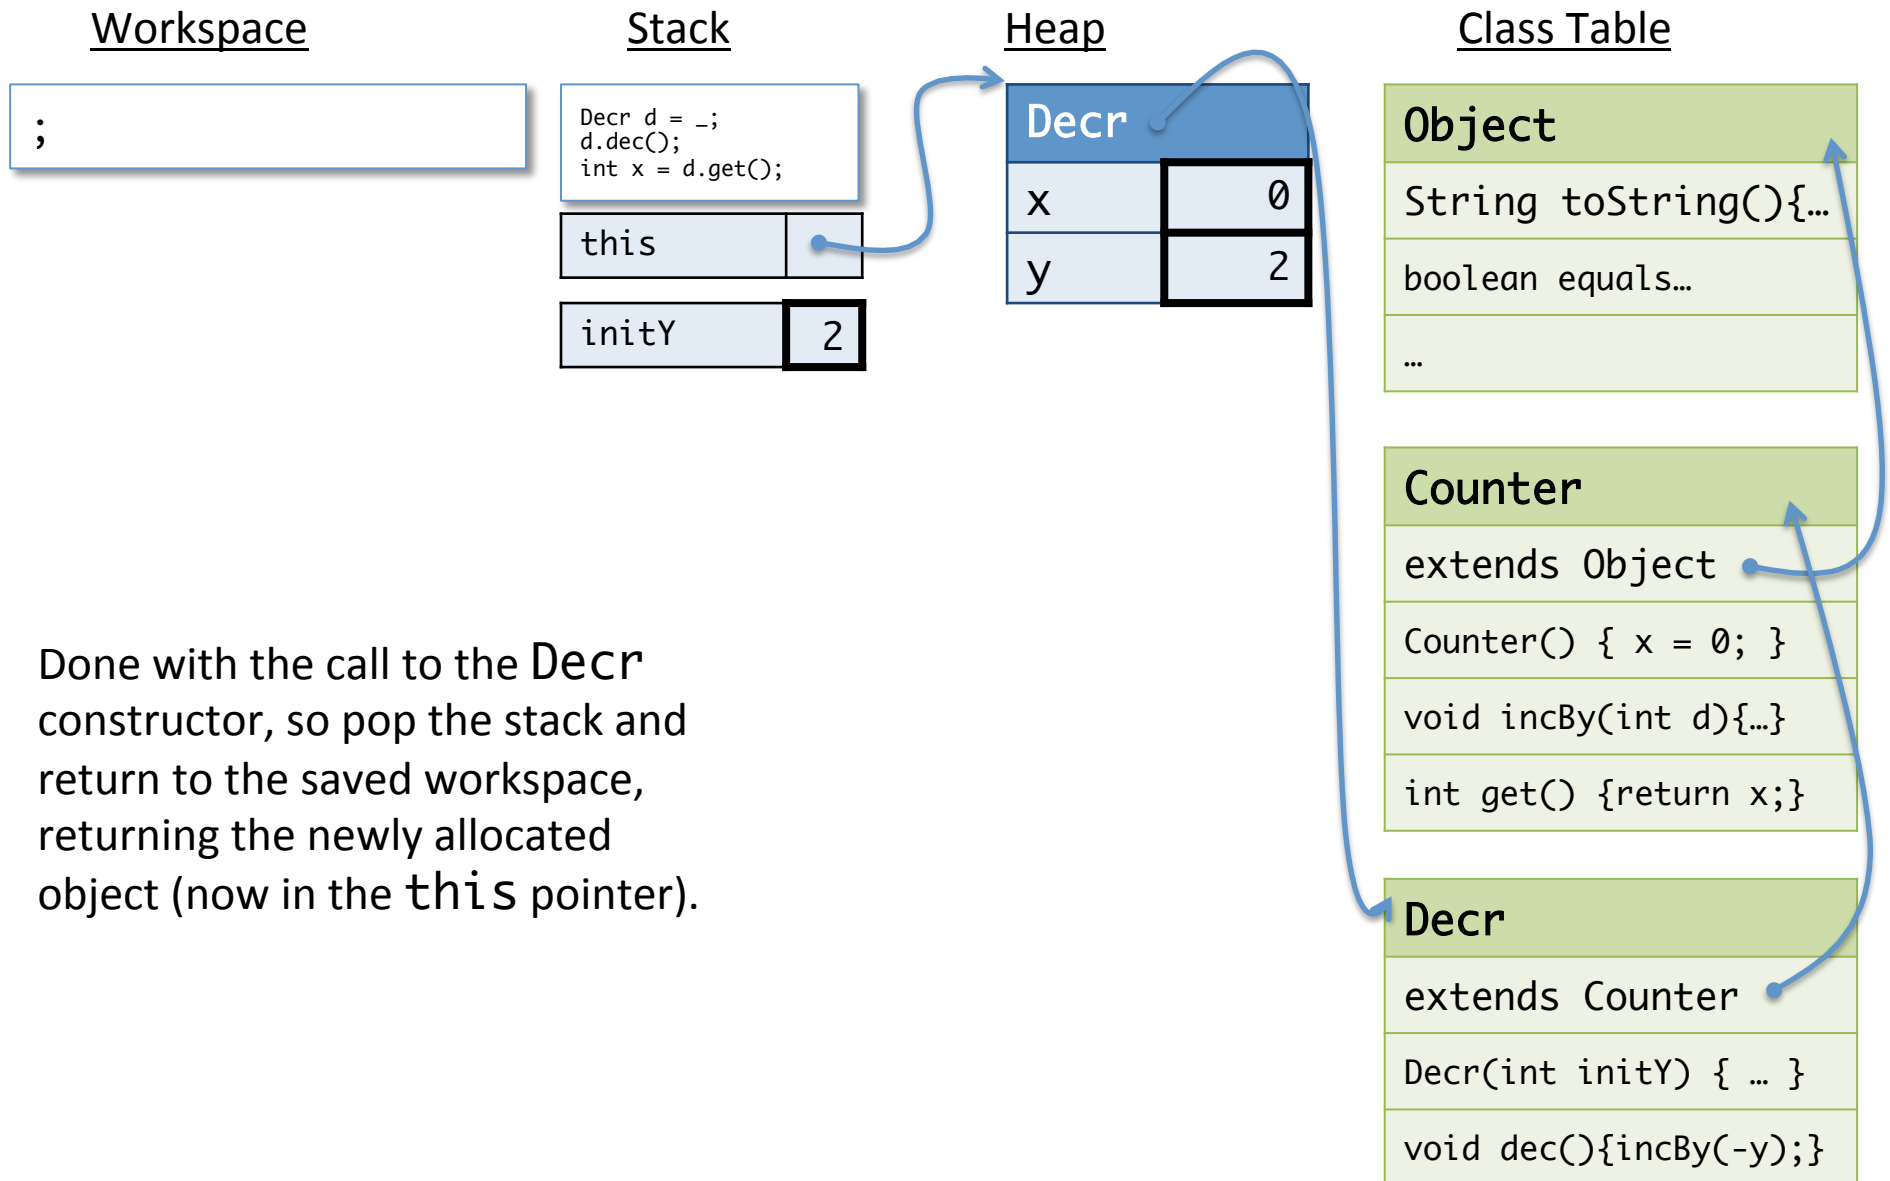 Workspace
Stack
Heap
Class Table
;
Decr d = _;
d.dec();
int x = d.get();
this
initY 2
Decr
x 0
y 2
Object
String toString(){…
boolean equals…
…
Counter
extends Object
Counter() { x = 0; }
void incBy(int d){…}
int get() {return x;}
Decr
extends Counter
Decr(int initY) { … }
void dec(){incBy(-y);}
Done with the call to the Decr
constructor, so pop the stack and
return to the saved workspace,
returning the newly allocated
object (now in the this pointer).